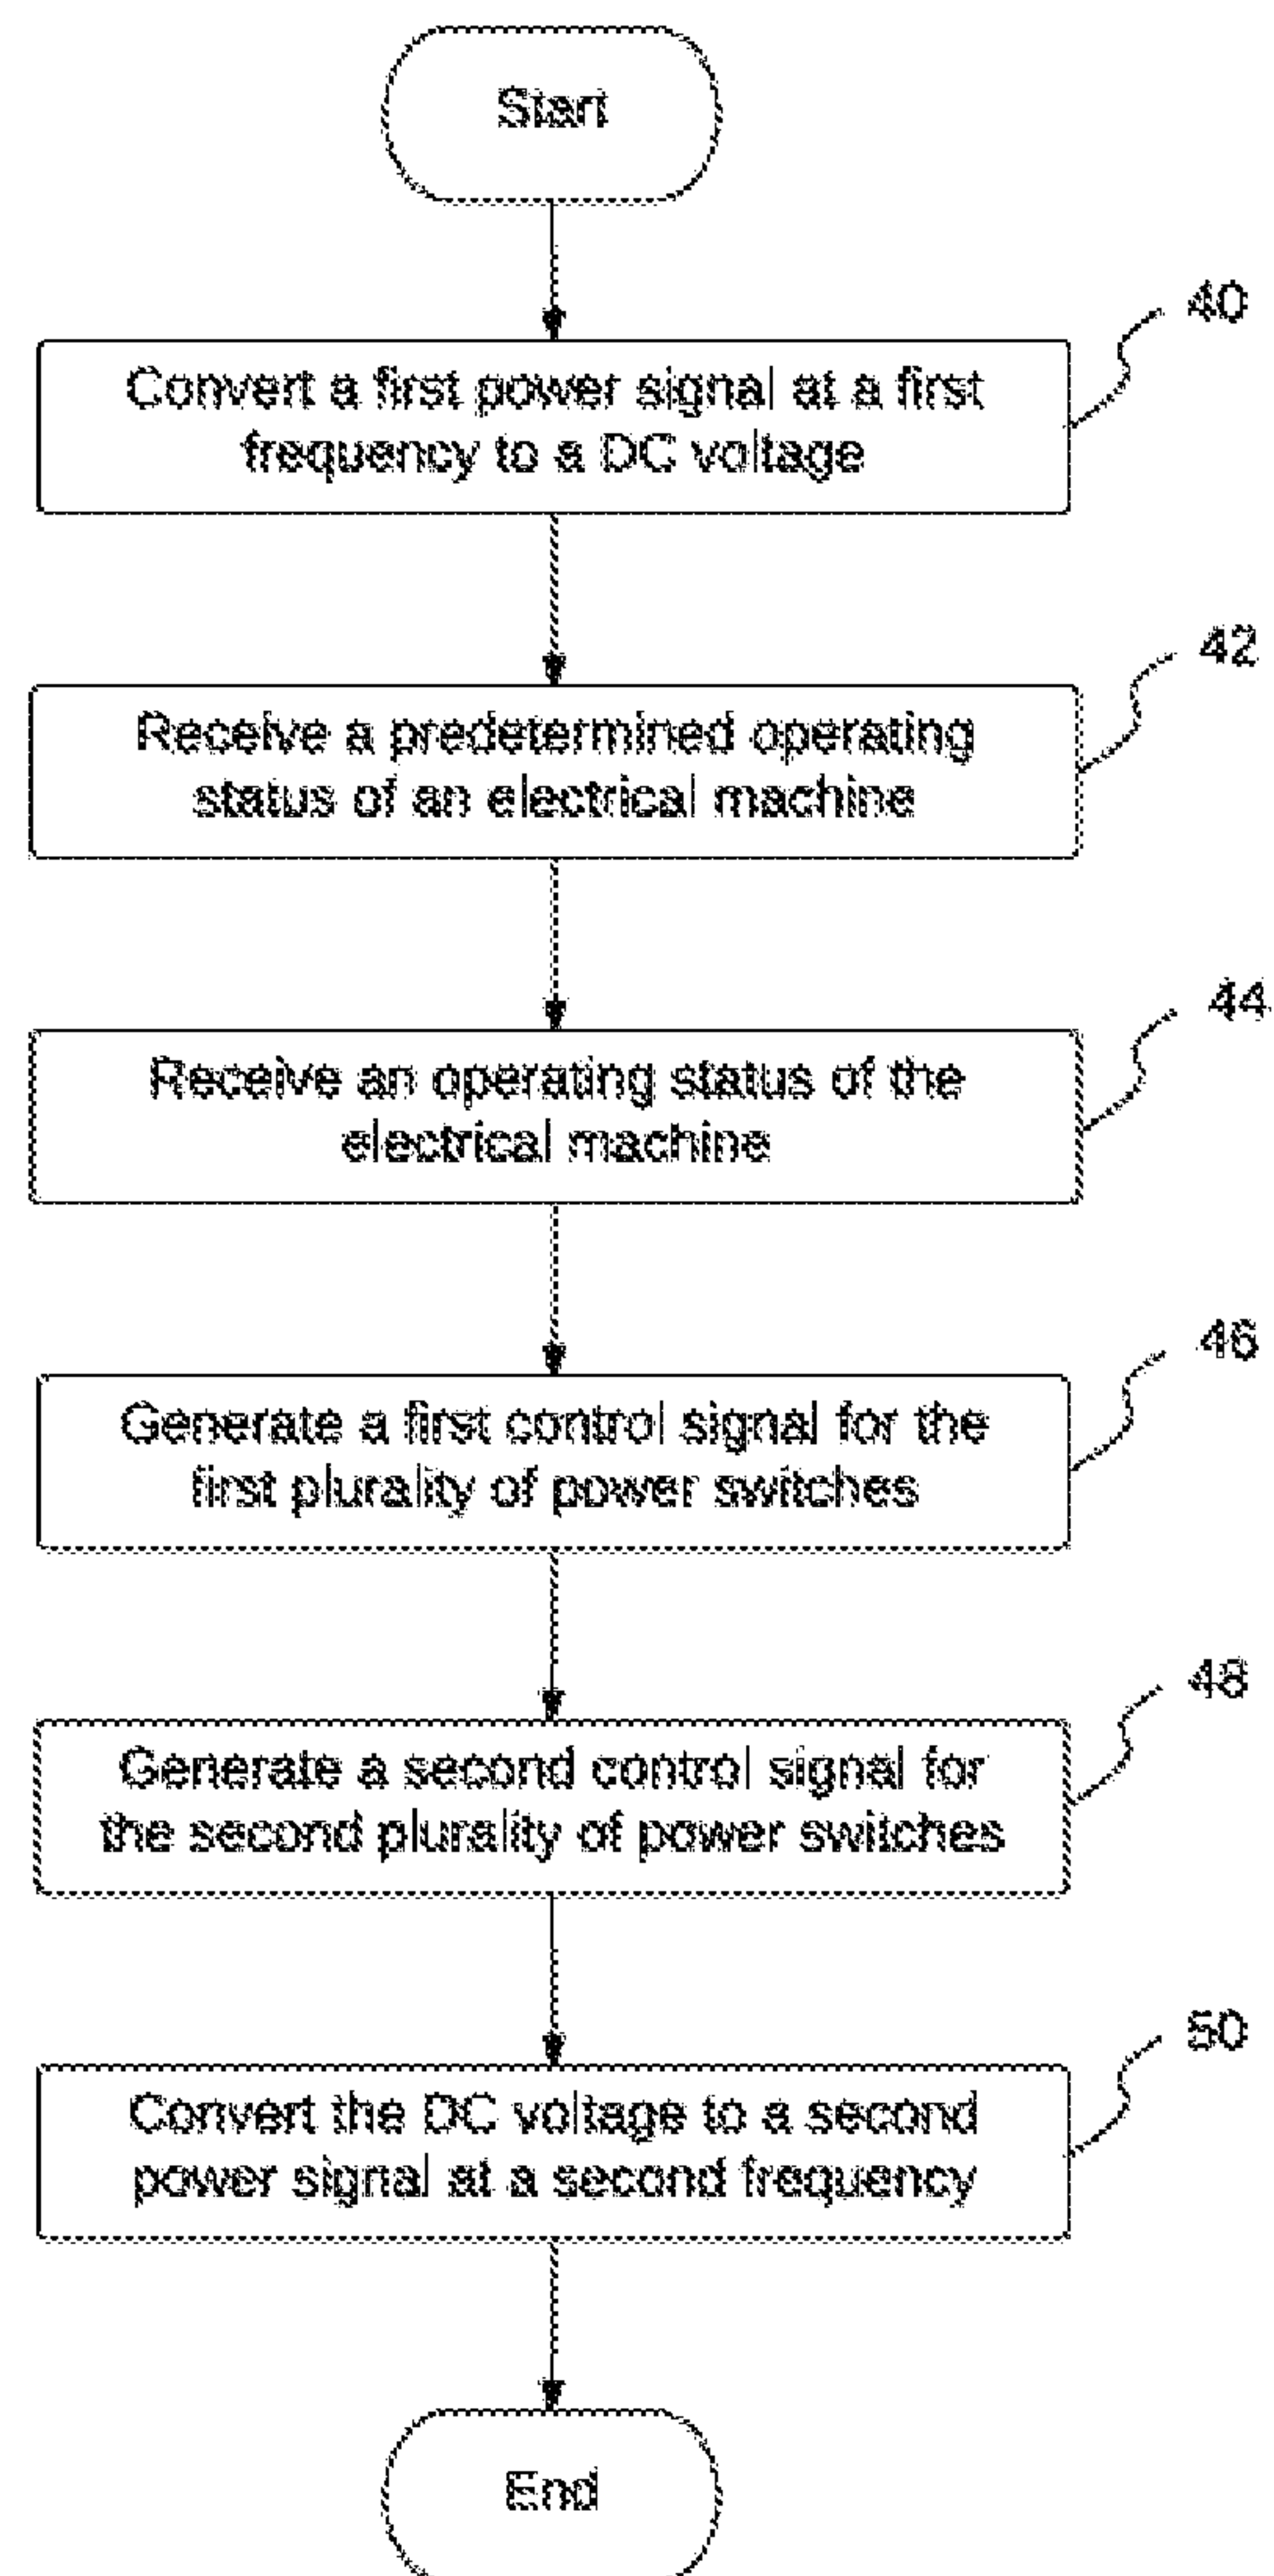 Start
40
Convert a first power signal at a first
frequency to a DC voltage
42
Receive a predetermined operating
status of an electrical machine
44
Receive an operating status of the
electrical machine
46
Generate a first control signal for the
first plurality of power switches
48
Generate a second control signal for
the second plurality of power switches
50
Convert the DC voltage to a second
power signal at a second frequency
End